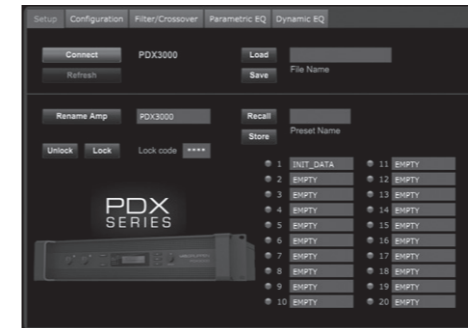 Setup Configuration Filter/Crossover Parametric EQ Dynamic EQ
Connect PDX3000 Load
Refresh Save File Name
Rename Amp PDX3000 Recall
Store Preset Name
Unlock Lock Lock code ****
1 INIT_DATA 11 EMPTY
2 EMPTY 12 EMPTY
3 EMPTY 13 EMPTY
4 EMPTY 14 EMPTY
5 EMPTY 15 EMPTY
6 EMPTY 16 EMPTY
7 EMPTY 17 EMPTY
8 EMPTY 18 EMPTY
9 EMPTY 19 EMPTY
10 EMPTY 20 EMPTY
PDX
SERIES